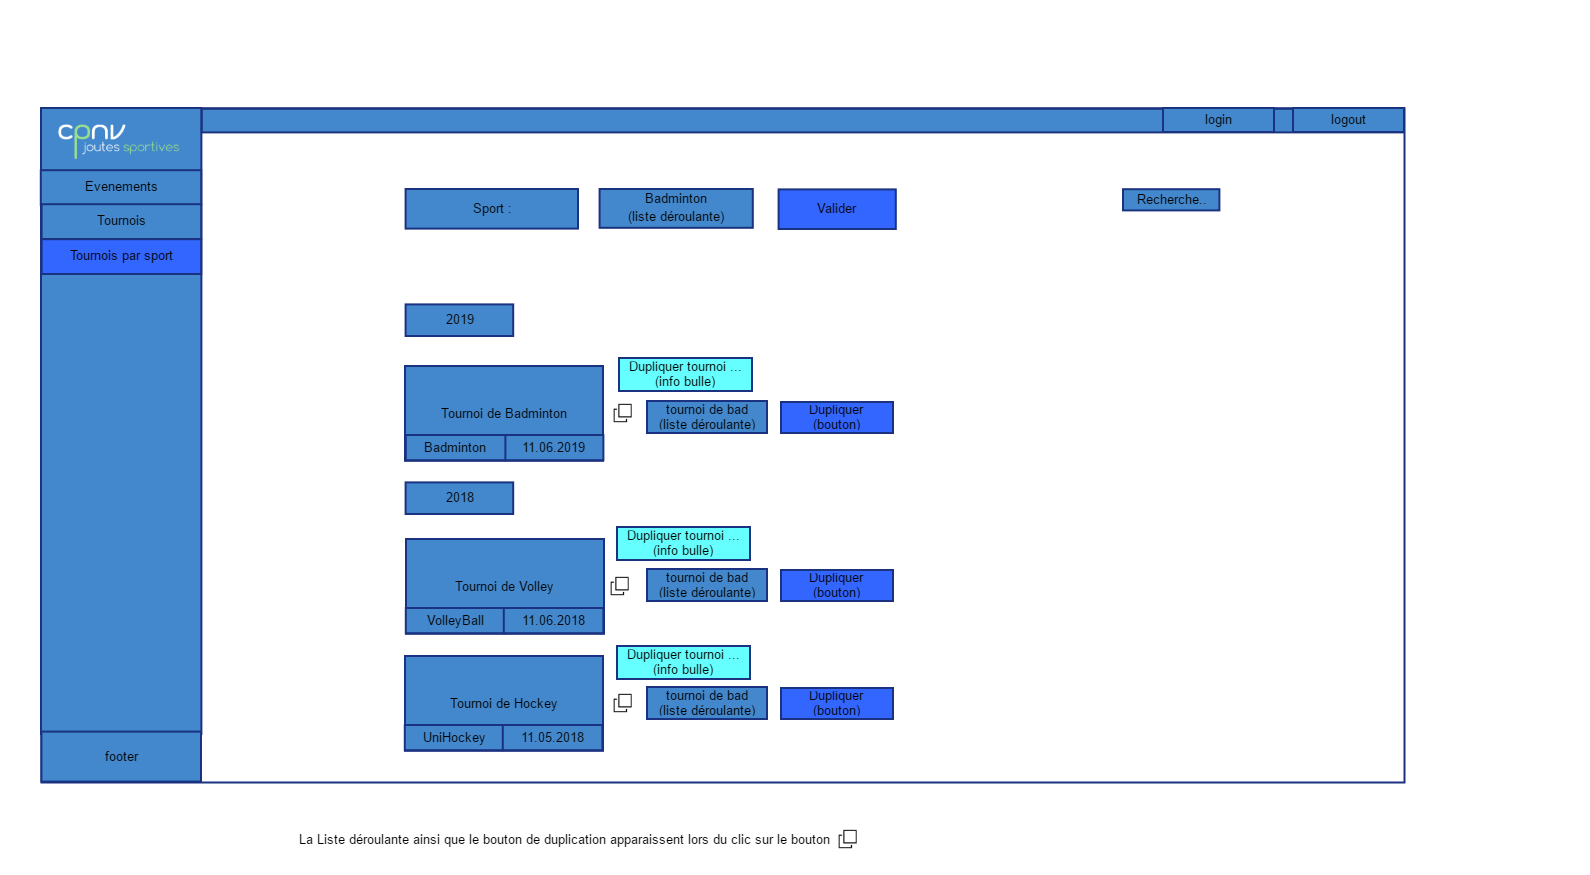 cpnv
joutes sportives
login
logout
Evenements
Tournois
Tournois par sport
footer
Sport :
Badminton
(liste déroulante)
Valider
Recherche..
2019
Dupliquer tournoi ...
(info bulle)
Tournoi de Badminton
tournoi de bad
(liste déroulante)
Dupliquer
(bouton)
Badminton
11.06.2019
2018
Dupliquer tournoi ...
(info bulle)
Tournoi de Volley
tournoi de bad
(liste déroulante)
Dupliquer
(bouton)
VolleyBall
11.06.2018
Dupliquer tournoi ...
(info bulle)
Tournoi de Hockey
tournoi de bad
(liste déroulante)
Dupliquer
(bouton)
UniHockey
11.05.2018
La Liste déroulante ainsi que le bouton de duplication apparaissent lors du clic sur le bouton